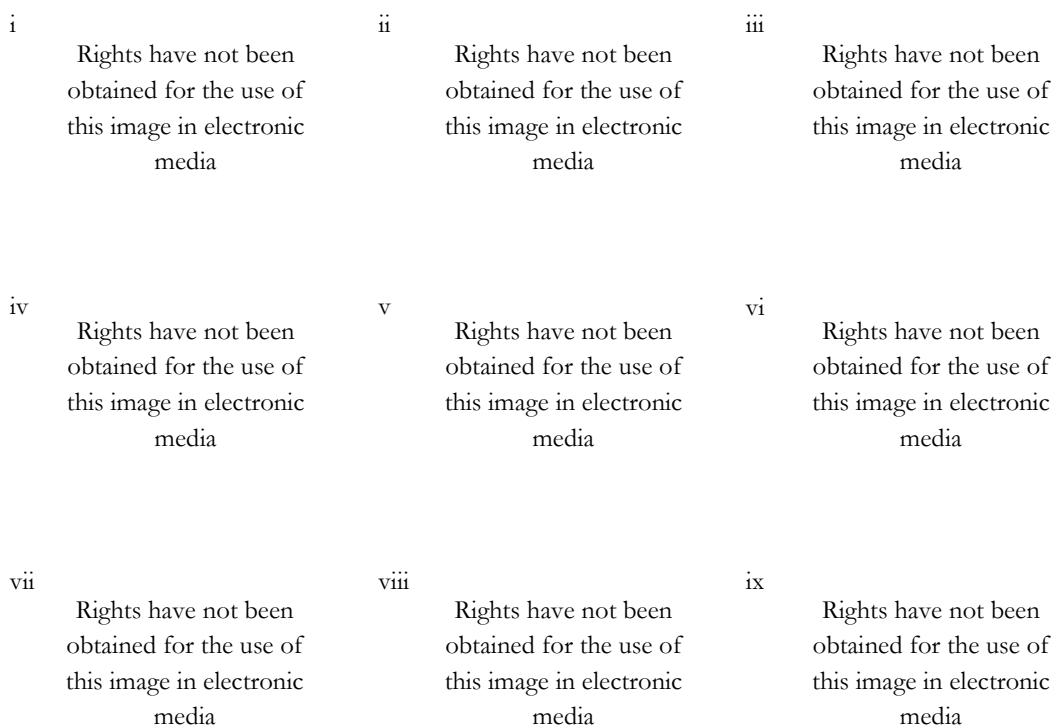 i
Rights have not been
obtained for the use of
this image in electronic
media
ii
Rights have not been
obtained for the use of
this image in electronic
media
iii
Rights have not been
obtained for the use of
this image in electronic
media
iv
Rights have not been
obtained for the use of
this image in electronic
media
v
Rights have not been
obtained for the use of
this image in electronic
media
vi
Rights have not been
obtained for the use of
this image in electronic
media
vii
Rights have not been
obtained for the use of
this image in electronic
media
viii
Rights have not been
obtained for the use of
this image in electronic
media
ix
Rights have not been
obtained for the use of
this image in electronic
media